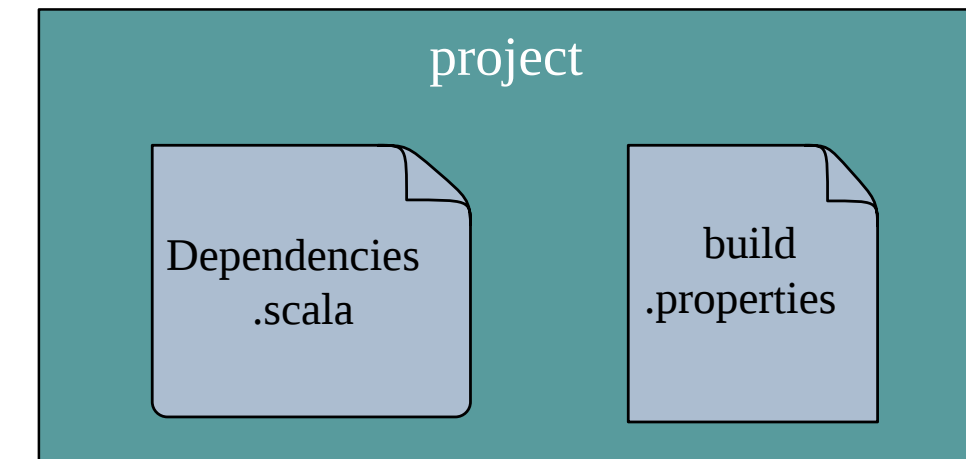 project
Dependencies
.scala
build
.properties